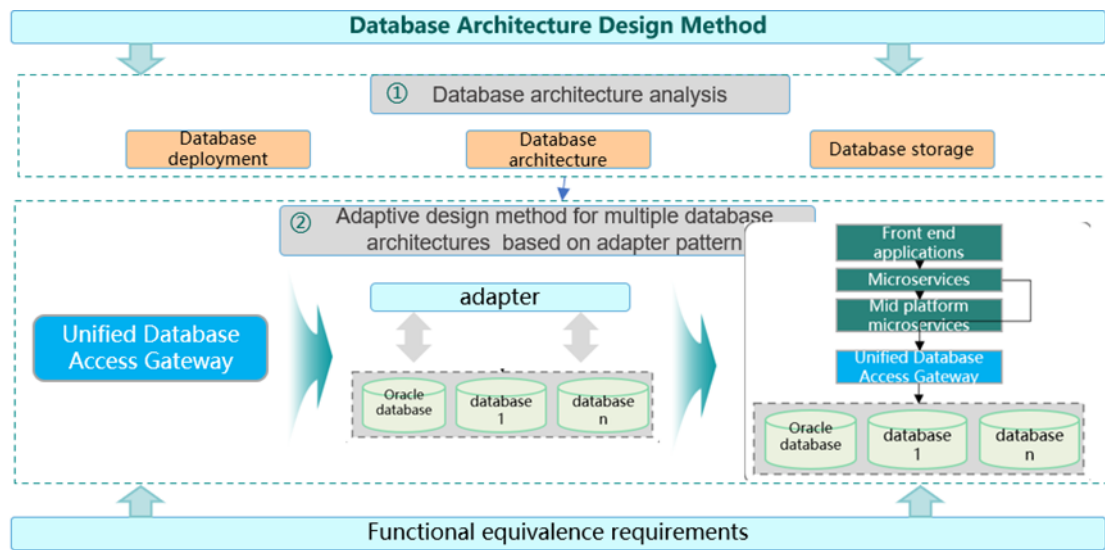 Database Architecture Design Method
① Database architecture analysis
Database
deployment
Database
architecture
Database storage
② Adaptive design method for multiple database
architectures based on adapter pattern
Unified Database
Access Gateway
adapter
Oracle
database
database
1
database
n
Front end
applications
Microservices
Mid platform
microservices
Unified Database
Access Gateway
Oracle
database
database
1
database
n
Functional equivalence requirements